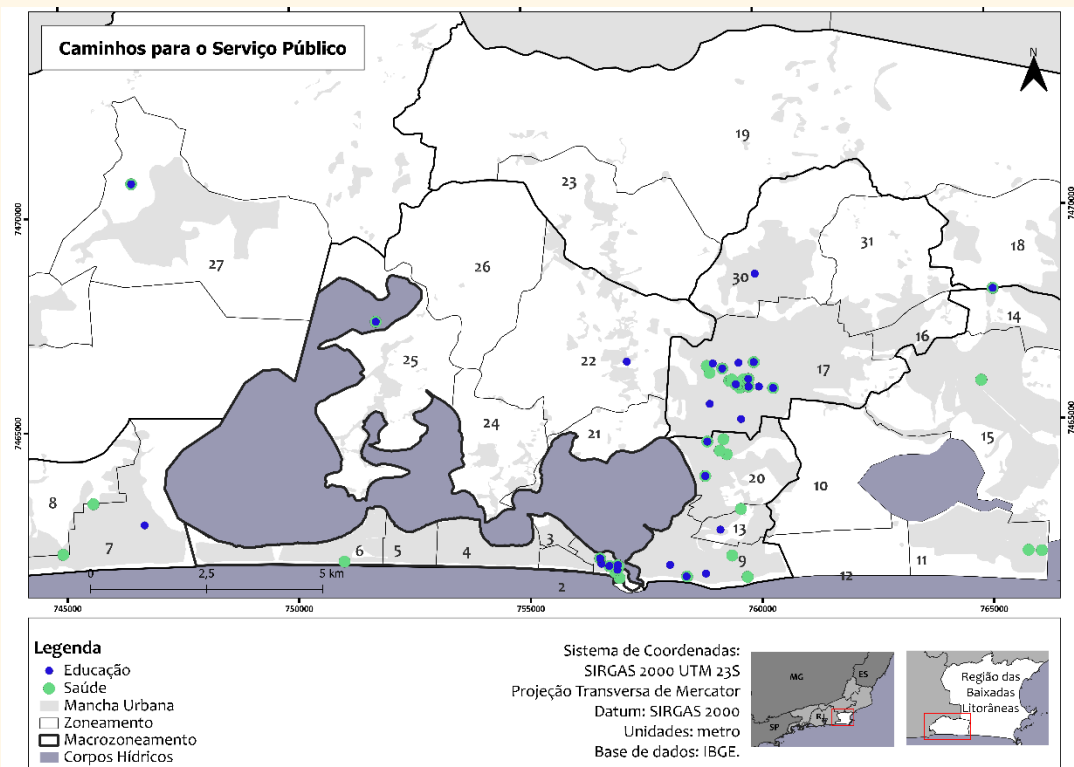 Caminhos para o Serviço Público
N
19
23
27
26
31
18
30
14
16
25
22
17
24
21
15
8
20
10
7
13
6
5
4
3
9
11
12
2
7470000
7465000
7470000
7465000
0
2,5
5 km
745000
750000
755000
760000
765000
Legenda
Educação
Saúde
Mancha Urbana
Zoneamento
Macrozoneamento
Corpos Hídricos
Sistema de Coordenadas:
SIRGAS 2000 UTM 23S
Projeção Transversa de Mercator
Datum: SIRGAS 2000
Unidades: metro
Base de dados: IBGE.
MG
ES
RJ
SP
Região das
Baixadas
Litorâneas